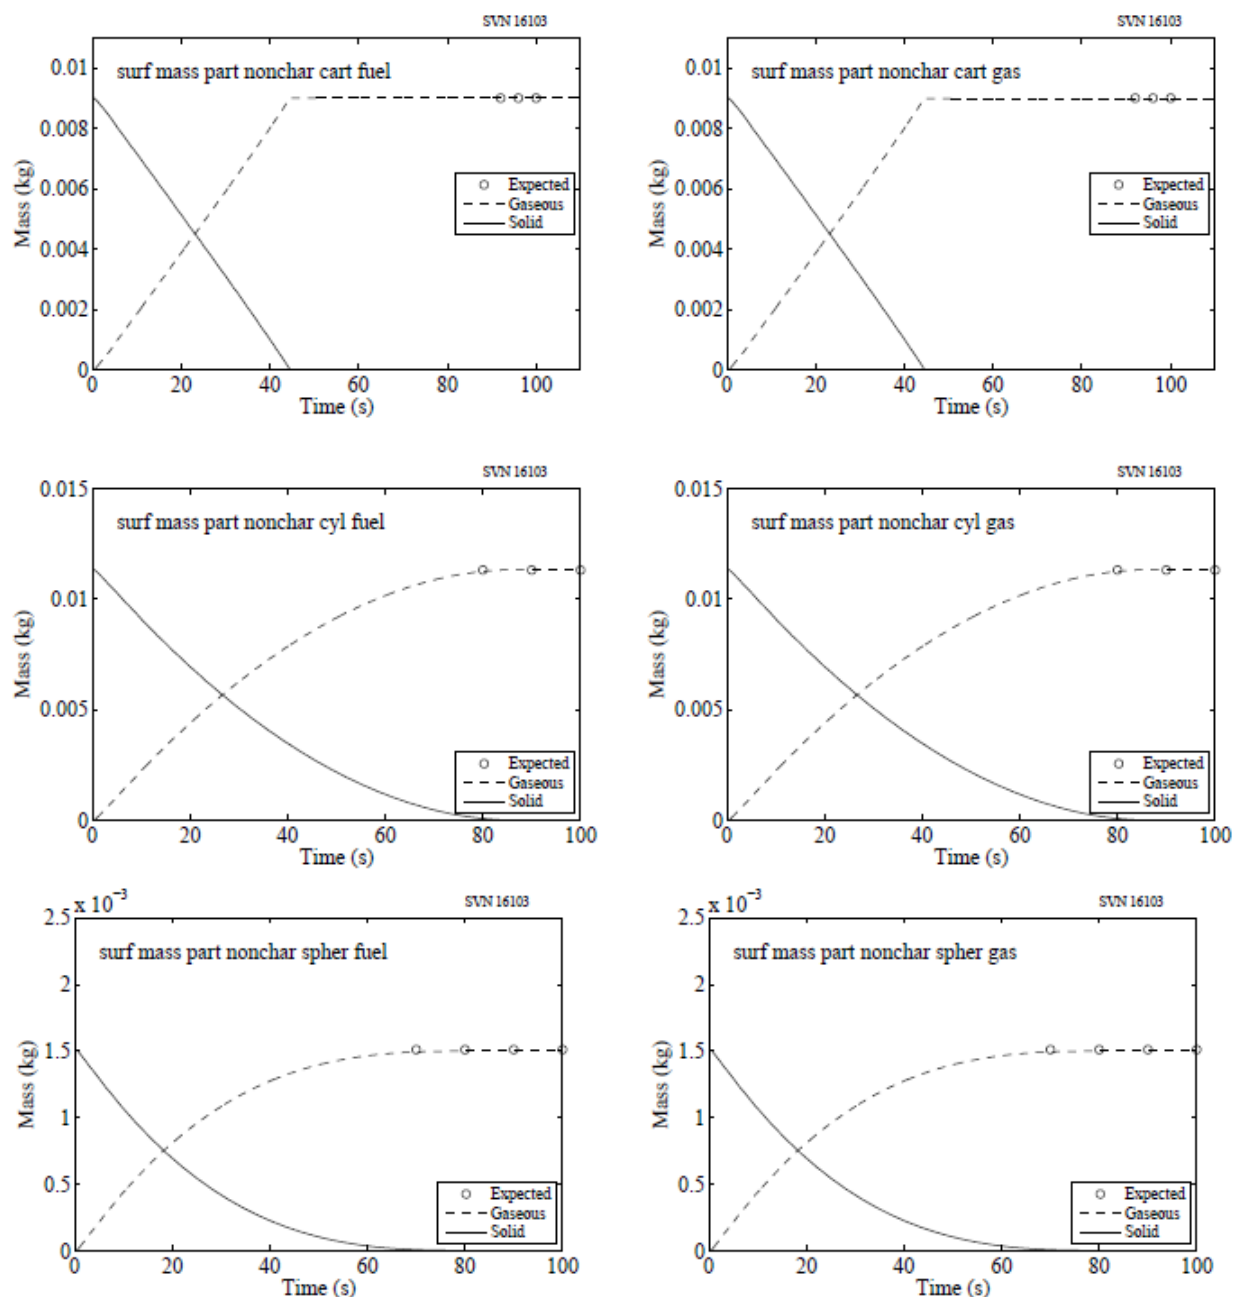 SVN 16103
surf mass part nonchar cart fuel
Mass (kg)
0.01
0.008
0.006
0.004
0.002
0
Expected
Gaseous
Solid
0 20 40 60 80 100
Time (s)
SVN 16103
surf mass part nonchar cart gas
Mass (kg)
0.01
0.008
0.006
0.004
0.002
0
Expected
Gaseous
Solid
0 20 40 60 80 100
Time (s)
SVN 16103
surf mass part nonchar cyl fuel
Mass (kg)
0.015
0.01
0.005
0
Expected
Gaseous
Solid
0 20 40 60 80 100
Time (s)
SVN 16103
surf mass part nonchar cyl gas
Mass (kg)
0.015
0.01
0.005
0
Expected
Gaseous
Solid
0 20 40 60 80 100
Time (s)
x 10⁻³
SVN 16103
surf mass part nonchar spher fuel
Mass (kg)
2.5
2
1.5
1
0.5
0
Expected
Gaseous
Solid
0 20 40 60 80 100
Time (s)
x 10⁻³
SVN 16103
surf mass part nonchar spher gas
Mass (kg)
2.5
2
1.5
1
0.5
0
Expected
Gaseous
Solid
0 20 40 60 80 100
Time (s)